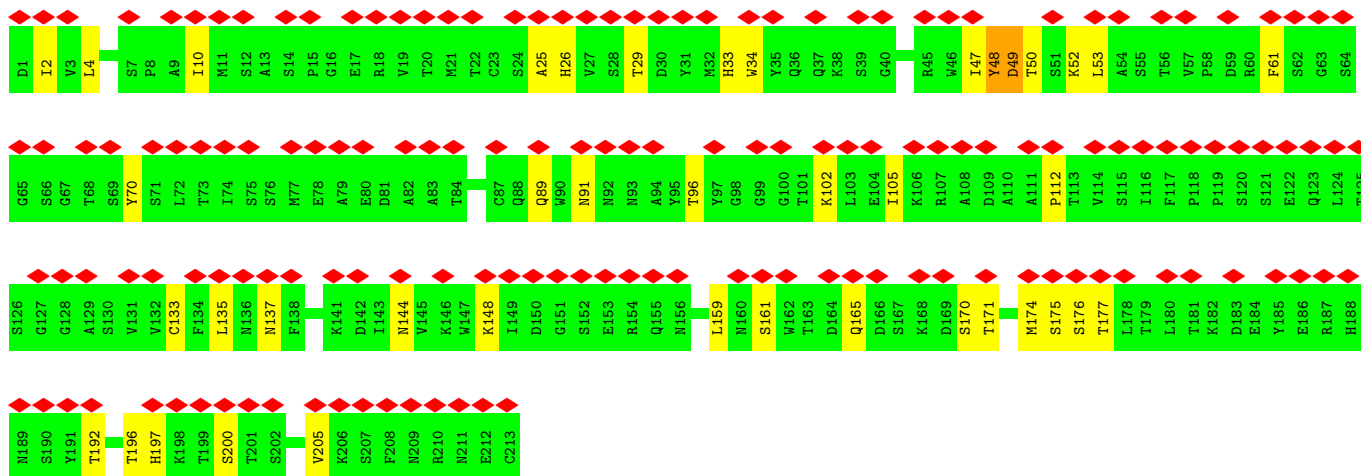 D1 I2 V3 L4 S7 P8 A9 I10 M11 S12 A13 S14 P15 G16 E17 R18 V19 T20 M21 T22 C23 S24 A25 H26 V27 S28 T29 D30 Y31 M32 H33 W34 Y35 Q36 Q37 K38 S39 G40 R45 W46 I47 Y48 D49 T50 S51 K52 L53 A54 S55 T56 V57 P58 D59 R60 F61 S62 G63 S64
G65 S66 G67 T68 S69 Y70 S71 L72 T73 I74 S75 S76 M77 E78 A79 E80 D81 A82 A83 T84 C87 Q88 Q89 W90 N91 N92 N93 A94 Y95 T96 Y97 G98 G99 G100 T101 K102 L103 E104 I105 K106 R107 A108 D109 A110 A111 P112 T113 V114 S115 I116 F117 P118 P119 S120 S121 E122 Q123 L124 T125
S126 G127 G128 A129 S130 V131 V132 C133 F134 L135 N136 N137 F138 K141 D142 I143 N144 V145 K146 W147 K148 I149 D150 G151 S152 E153 R154 Q155 N156 L159 N160 S161 W162 T163 D164 Q165 D166 S167 K168 D169 S170 T171 M174 S175 S176 T177 L178 T179 L180 T181 K182 D183 E184 Y185 E186 R187 H188
N189 S190 Y191 T192 T196 H197 K198 T199 S200 T201 S202 V205 K206 S207 F208 N209 R210 N211 E212 C213